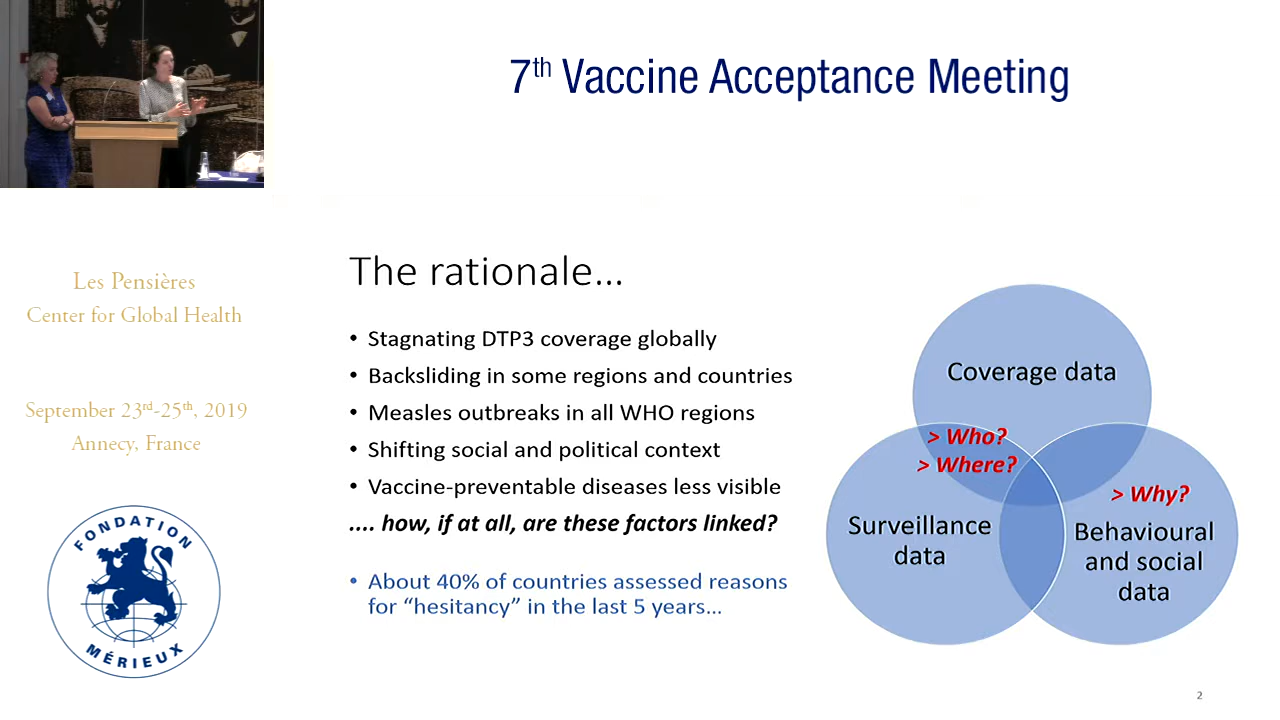 7th Vaccine Acceptance Meeting
Les Pensières
Center for Global Health
September 23rd-25th, 2019
Annecy, France
FONDATION
MÉRIEUX
The rationale...
• Stagnating DTP3 coverage globally
• Backsliding in some regions and countries
• Measles outbreaks in all WHO regions
• Shifting social and political context
• Vaccine-preventable diseases less visible
.... how, if at all, are these factors linked?
• About 40% of countries assessed reasons
for “hesitancy” in the last 5 years...
Coverage data
> Who?
> Where?
> Why?
Surveillance
data
Behavioural
and social
data
2